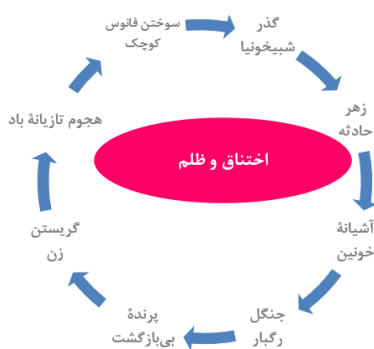 گذر
شبیخونیا
زهر
حادثه
آشیانهٔ
خونین
جنگل
رگبار
پرندهٔ
بی‌بازگشت
گریستن
زن
هجوم تازیانهٔ باد
سوختن فانوس
کوچک
اختناق و ظلم